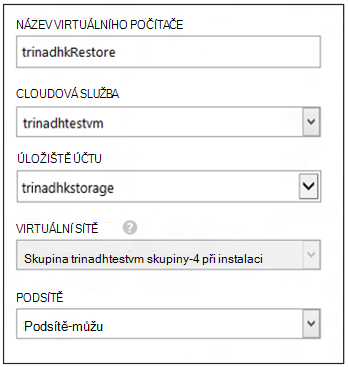 NÁZEV VIRTUÁLNÍHO POČÍTAČE
trinadhkRestore
CLOUDOVÁ SLUŽBA
trinadhtestvm
ÚLOŽIŠTĚ ÚČTU
trinadhkstorage
VIRTUÁLNÍ SÍTĚ ?
Skupina trinadhtestvm skupiny-4 při instalaci
PODSÍTĚ
Podsítě-můžu